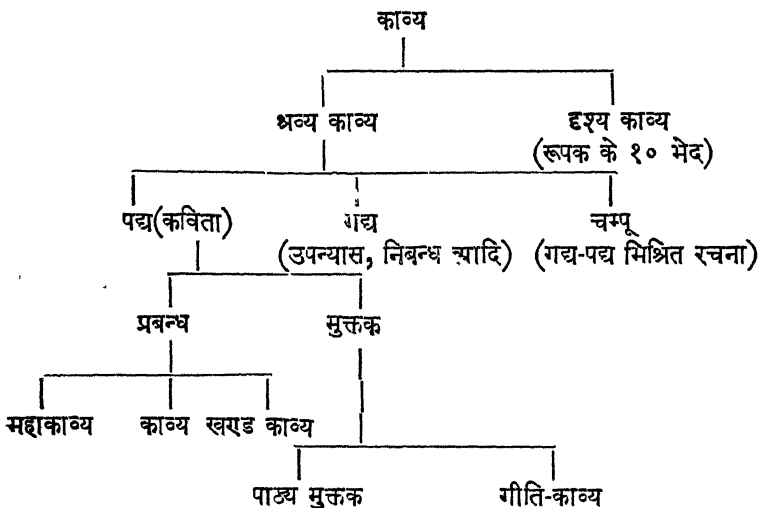 काव्य
श्रव्य काव्य दृश्य काव्य
(रूपक के १० भेद)
पद्य(कविता) गद्य चम्पू
(उपन्यास, निबन्ध आदि) (गद्य-पद्य मिश्रित रचना)
प्रबन्ध मुक्तक
महाकाव्य काव्य खण्ड काव्य
पाठ्य मुक्तक गीति-काव्य